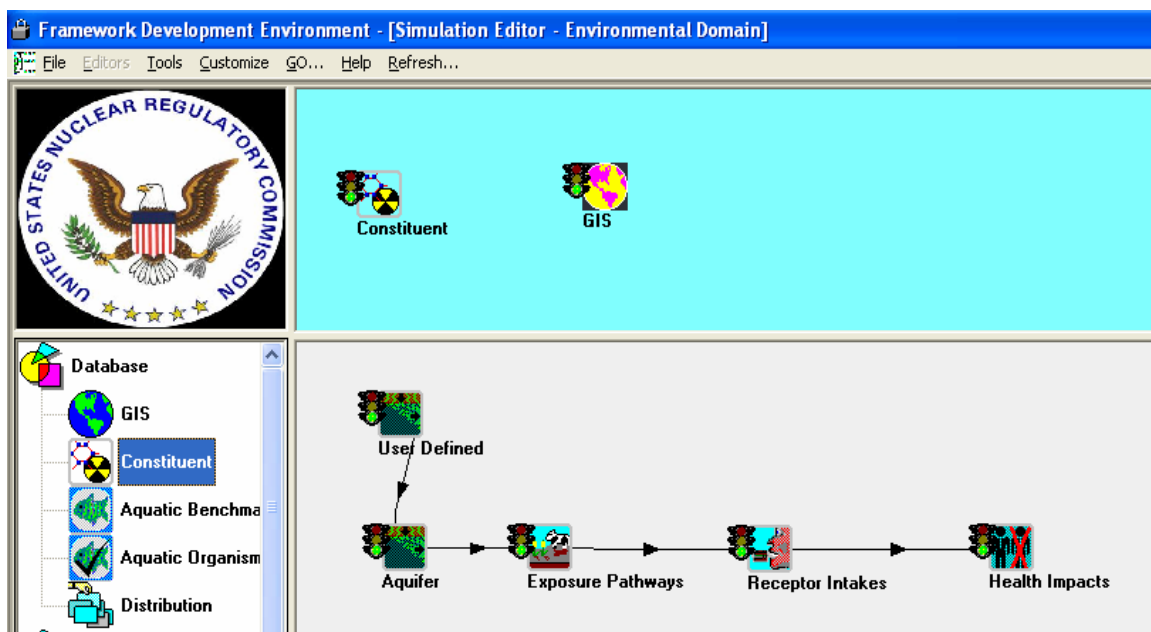 Framework Development Environment - [Simulation Editor - Environmental Domain]
File Editors Tools Customize GO... Help Refresh...
UNITED STATES NUCLEAR REGULATORY COMMISSION
Constituent
GIS
Database
GIS
Constituent
Aquatic Benchma
Aquatic Organism
Distribution
User Defined
Aquifer
Exposure Pathways
Receptor Intakes
Health Impacts